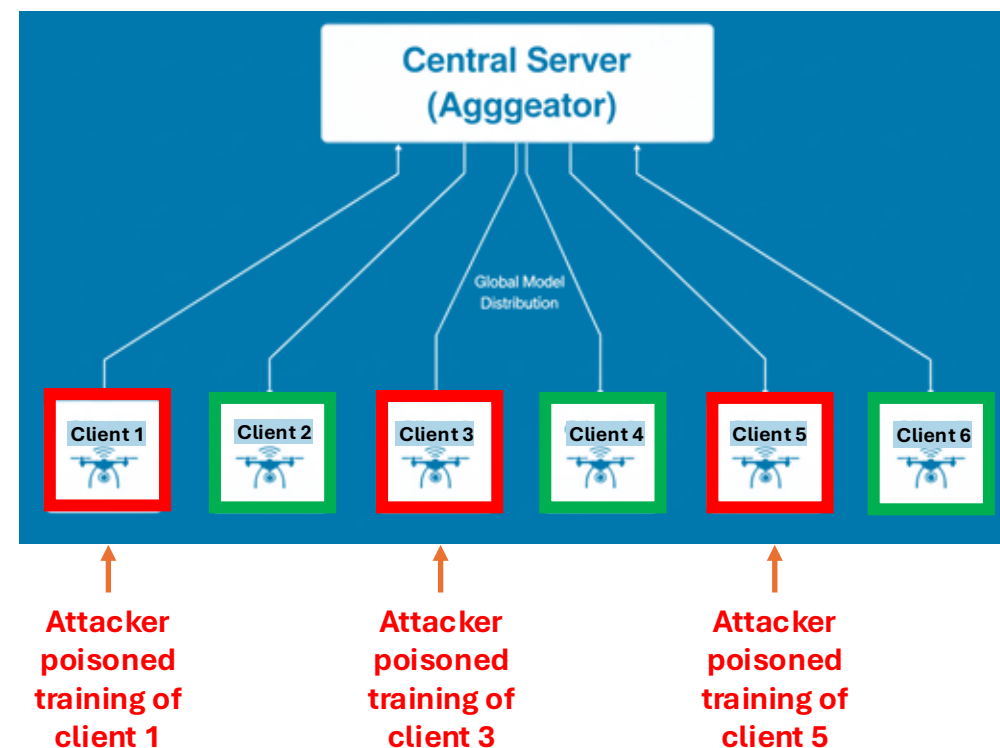 Central Server
(Agggeator)
Global Model
Distribution
Client 1
Client 2
Client 3
Client 4
Client 5
Client 6
Attacker
poisoned
training of
client 1
Attacker
poisoned
training of
client 3
Attacker
poisoned
training of
client 5